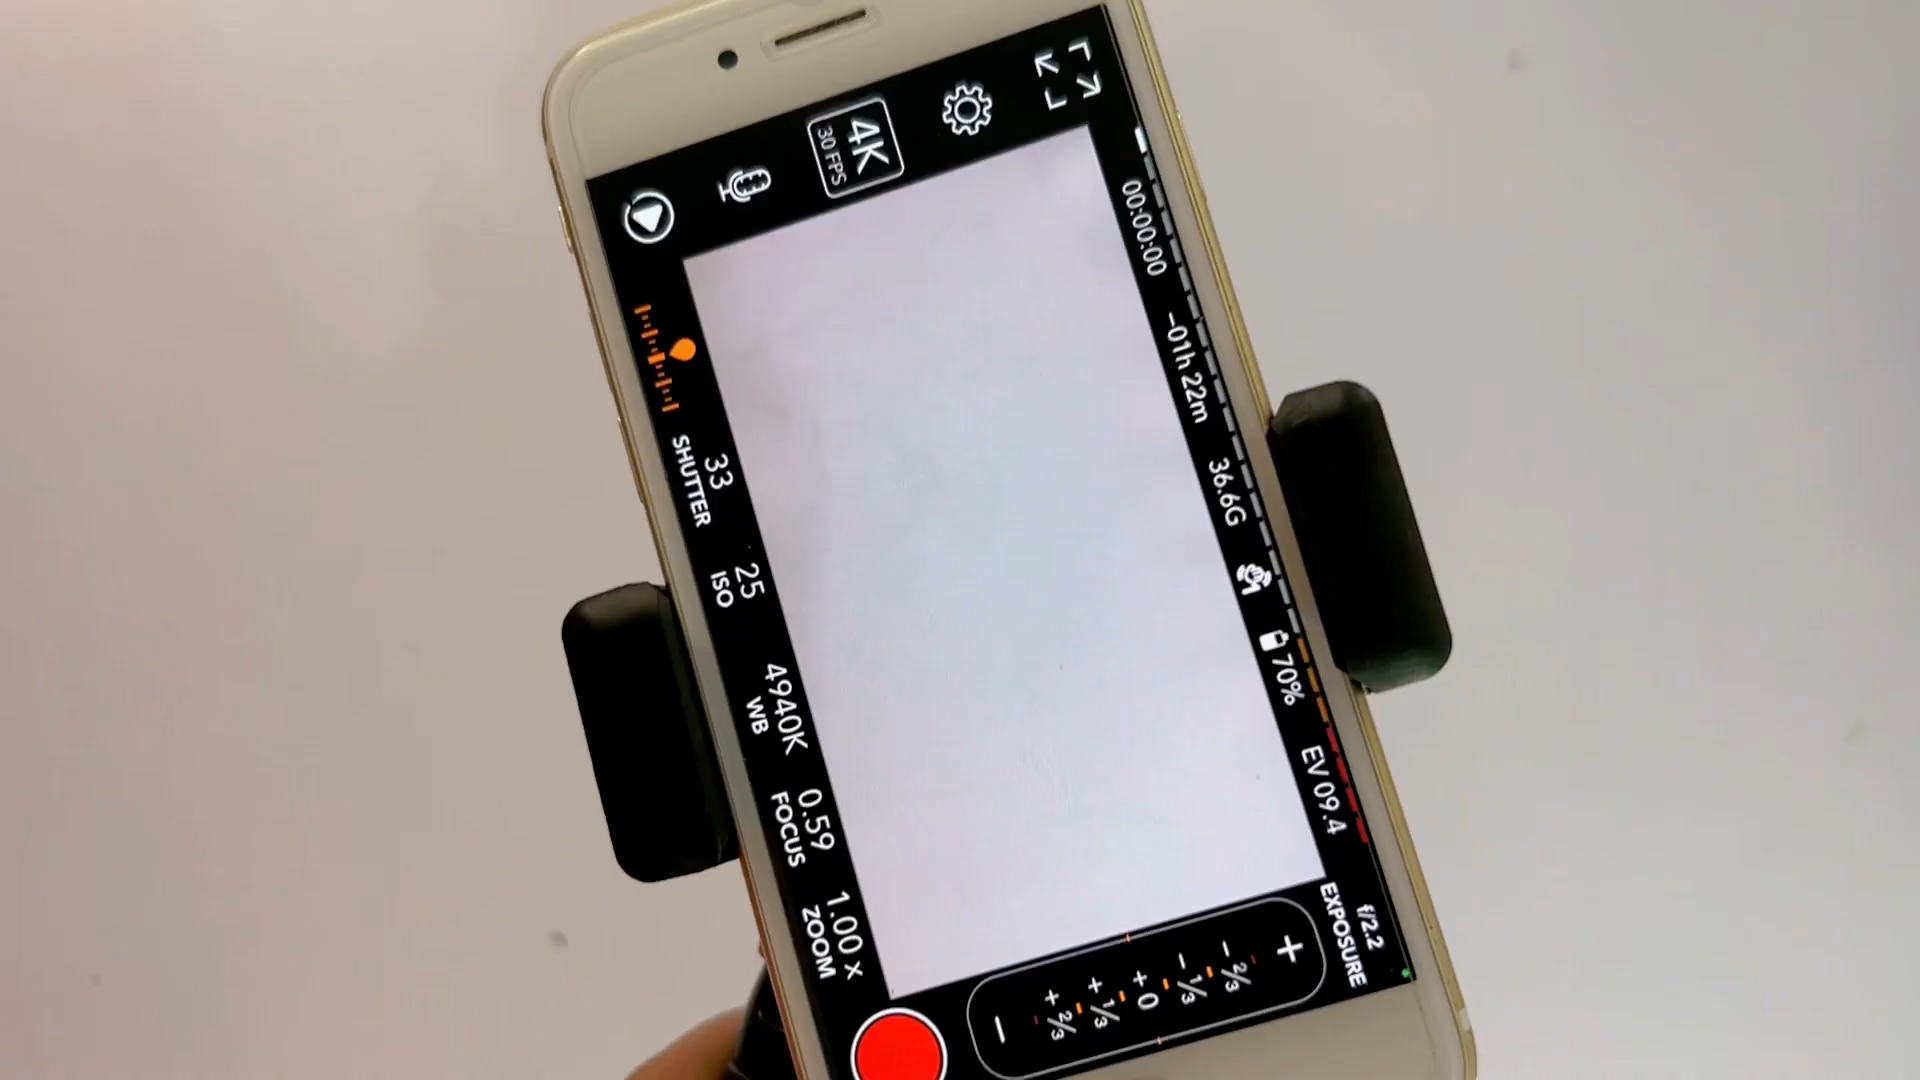 4K
30 FPS
00:00:00
-01h 22m
36.6G
70%
EV 09.4
f/2.2
EXPOSURE
33
SHUTTER
25
ISO
4940K
WB
0.59
FOCUS
1.00 x
ZOOM
+
- 2/3
- 1/3
+ 0
+ 1/3
+ 2/3
-